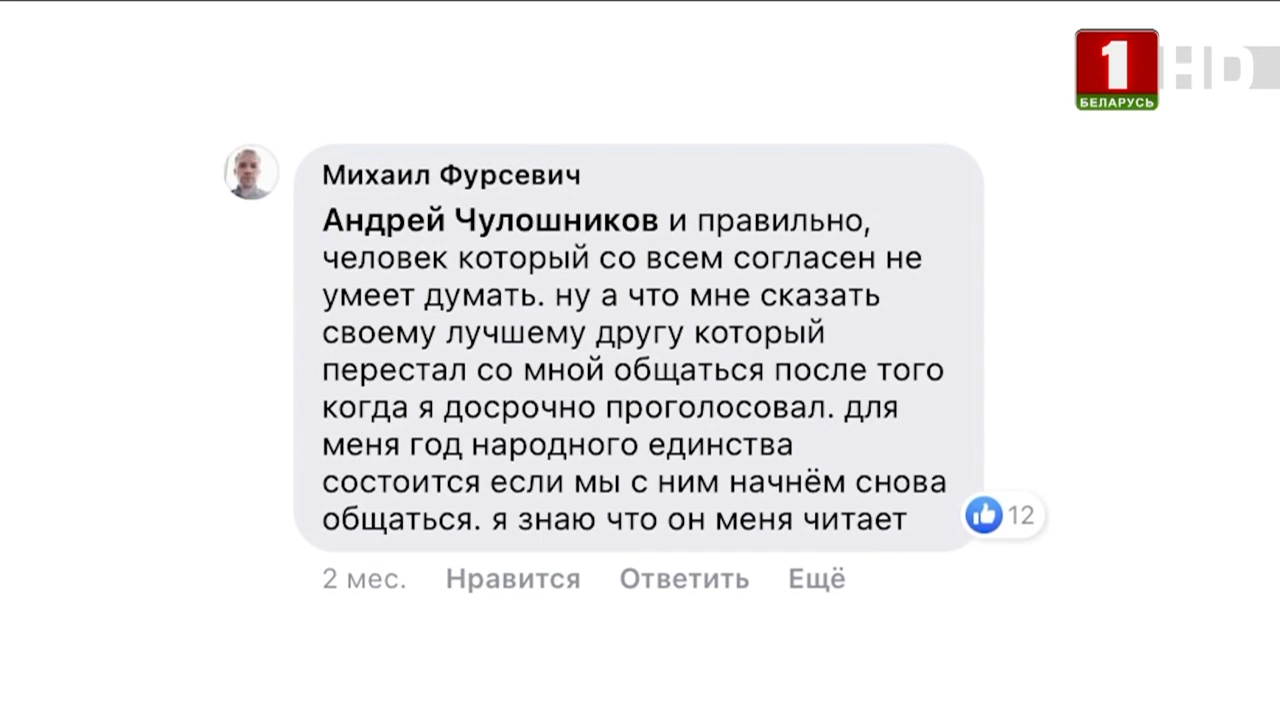 1 HD
БЕЛАРУСЬ
Михаил Фурсевич
Андрей Чулошников и правильно,
человек который со всем согласен не
умеет думать. ну а что мне сказать
своему лучшему другу который
перестал со мной общаться после того
когда я досрочно проголосовал. для
меня год народного единства
состоится если мы с ним начнём снова
общаться. я знаю что он меня читает
12
2 мес. Нравится Ответить Ещё